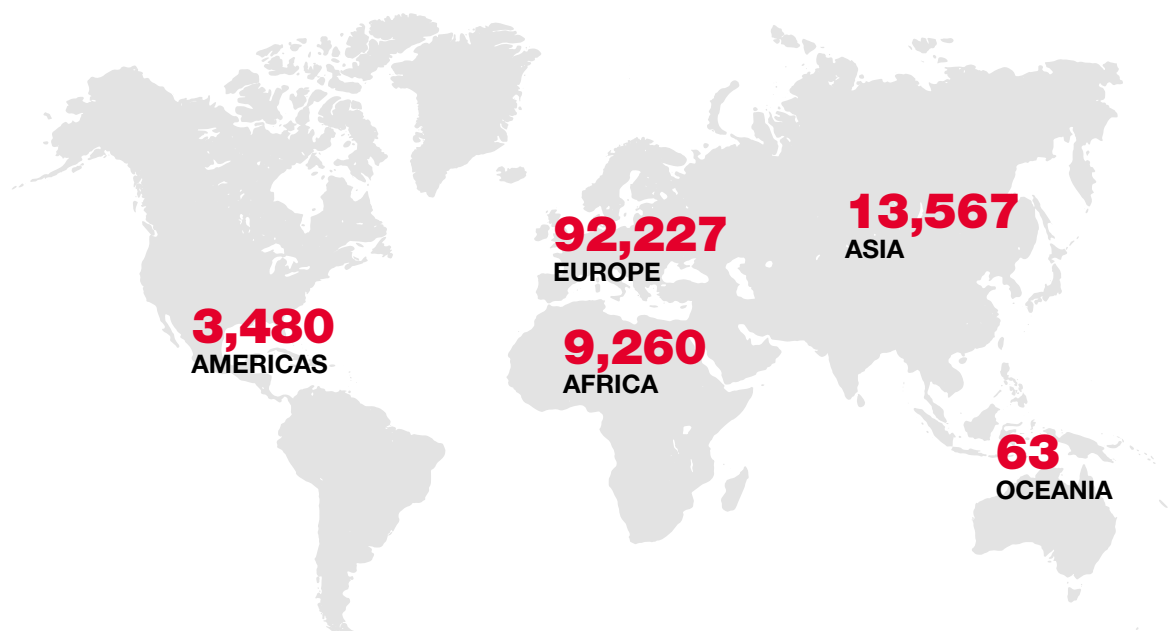 13,567
ASIA
92,227
EUROPE
3,480
AMERICAS
9,260
AFRICA
63
OCEANIA